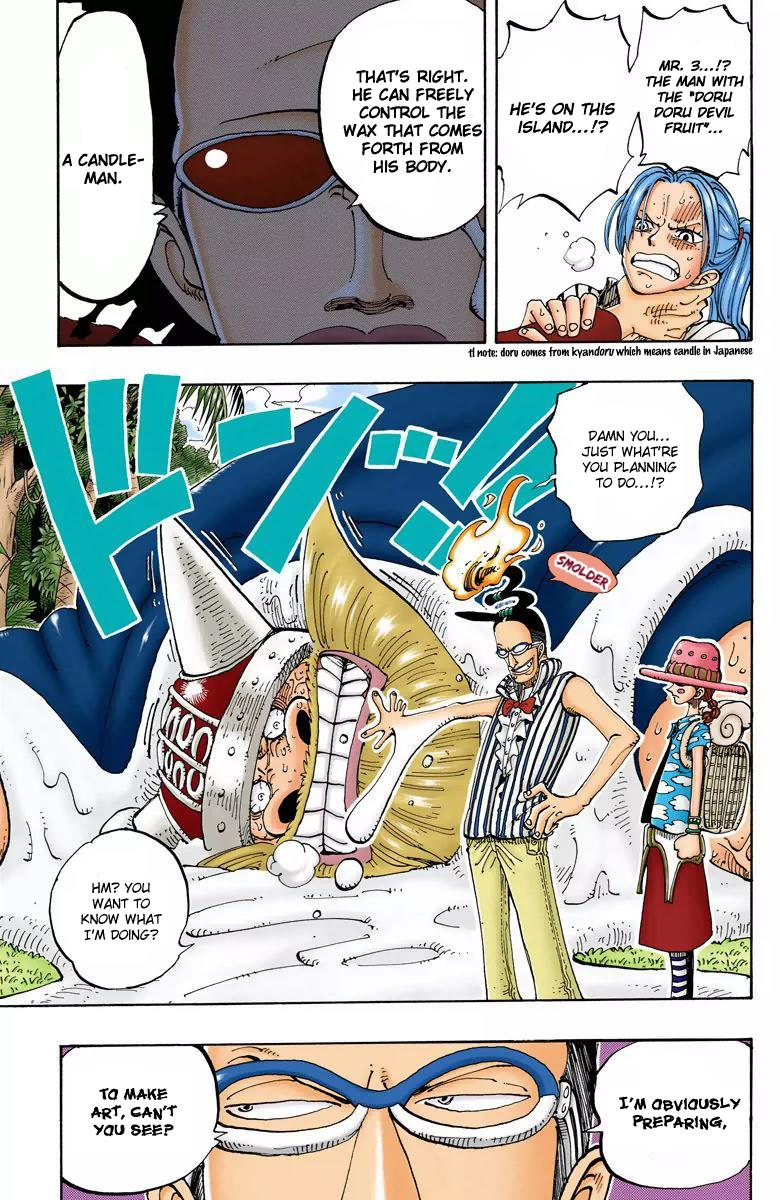 MR. 3...!?
THE MAN WITH
THE "DORU
DORU DEVIL
FRUIT"...
HE'S ON THIS
ISLAND...!?
THAT'S RIGHT.
HE CAN FREELY
CONTROL THE
WAX THAT COMES
FORTH FROM
HIS BODY.
A CANDLE-
MAN.
tl note: doru comes from kyandoru which means candle in Japanese
ドンッ!!
DAMN YOU...
JUST WHAT'RE
YOU PLANNING
TO DO...!?
SMOLDER
HM? YOU
WANT TO
KNOW WHAT
I'M DOING?
I'M OBVIOUSLY
PREPARING,
TO MAKE
ART, CAN'T
YOU SEE?